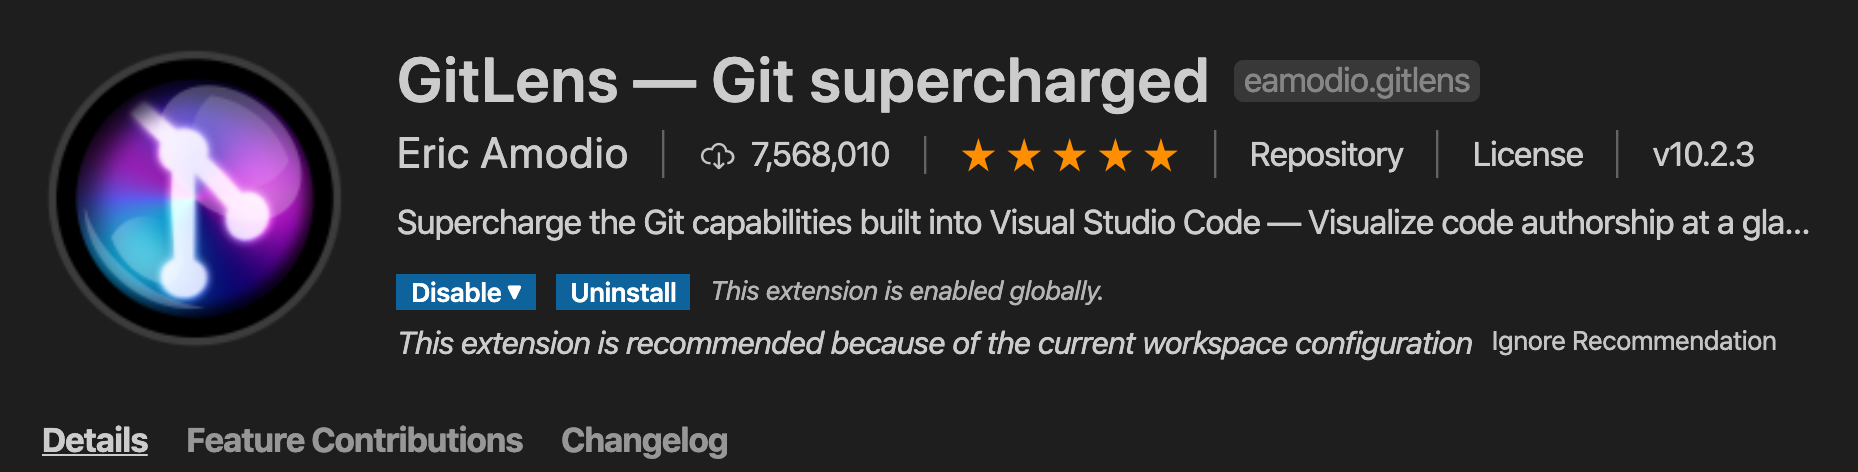 GitLens — Git supercharged eamodio.gitlens
Eric Amodio 7,568,010 Repository License v10.2.3
Supercharge the Git capabilities built into Visual Studio Code — Visualize code authorship at a gla...
Disable Uninstall This extension is enabled globally.
This extension is recommended because of the current workspace configuration Ignore Recommendation
Details Feature Contributions Changelog